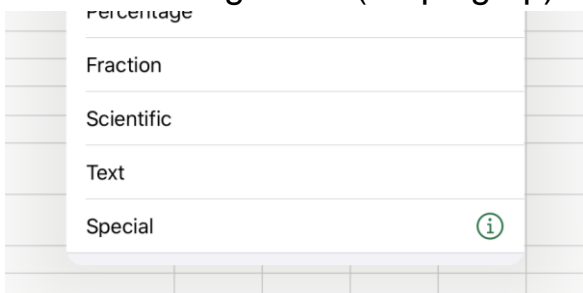 Percentage
Fraction
Scientific
Text
Special